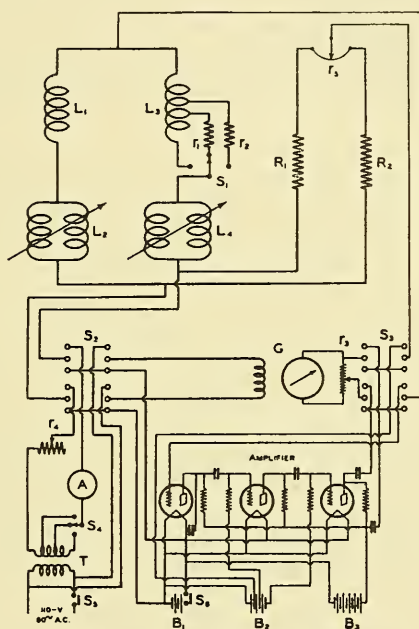 r₃
L₁
L₃
r₁
r₂
S₁
R₁
R₂
L₂
L₄
S₂
G
r₃
S₃
r₄
AMPLIFIER
A
S₄
T
S₅
S₆
110-V
60~ A.C.
B₁
B₂
B₃